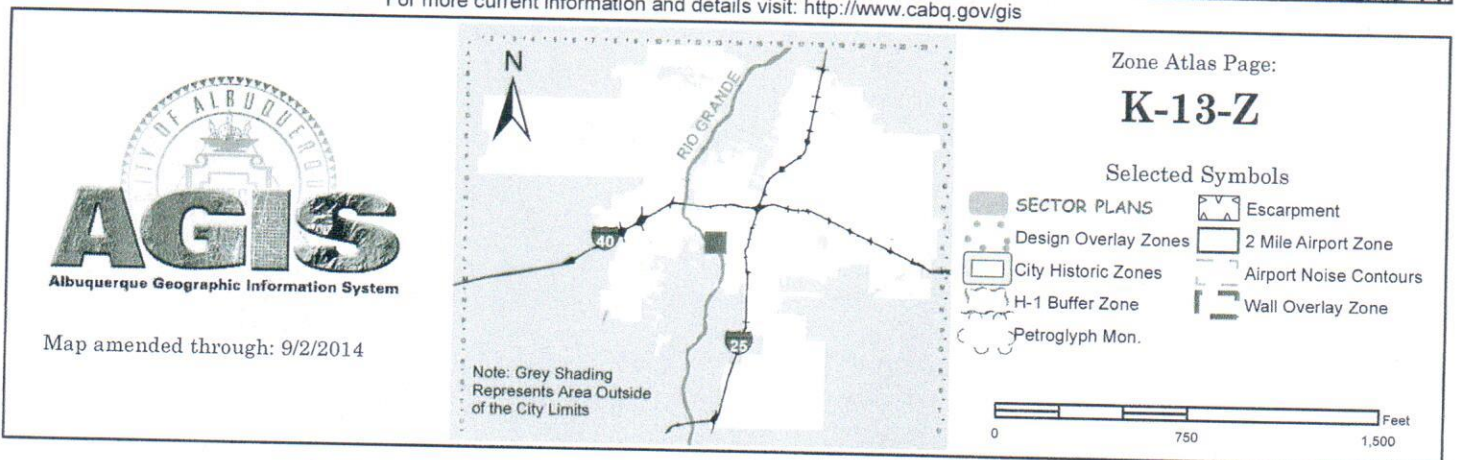 For more current information and details visit: http://www.cabq.gov/gis
CITY OF ALBUQUERQUE
AGIS
Albuquerque Geographic Information System
Map amended through: 9/2/2014
N
RIO GRANDE
40
25
Note: Grey Shading
Represents Area Outside
of the City Limits
Zone Atlas Page:
K-13-Z
Selected Symbols
SECTOR PLANS
Design Overlay Zones
City Historic Zones
H-1 Buffer Zone
Petroglyph Mon.
Escarpment
2 Mile Airport Zone
Airport Noise Contours
Wall Overlay Zone
Feet
0 750 1,500